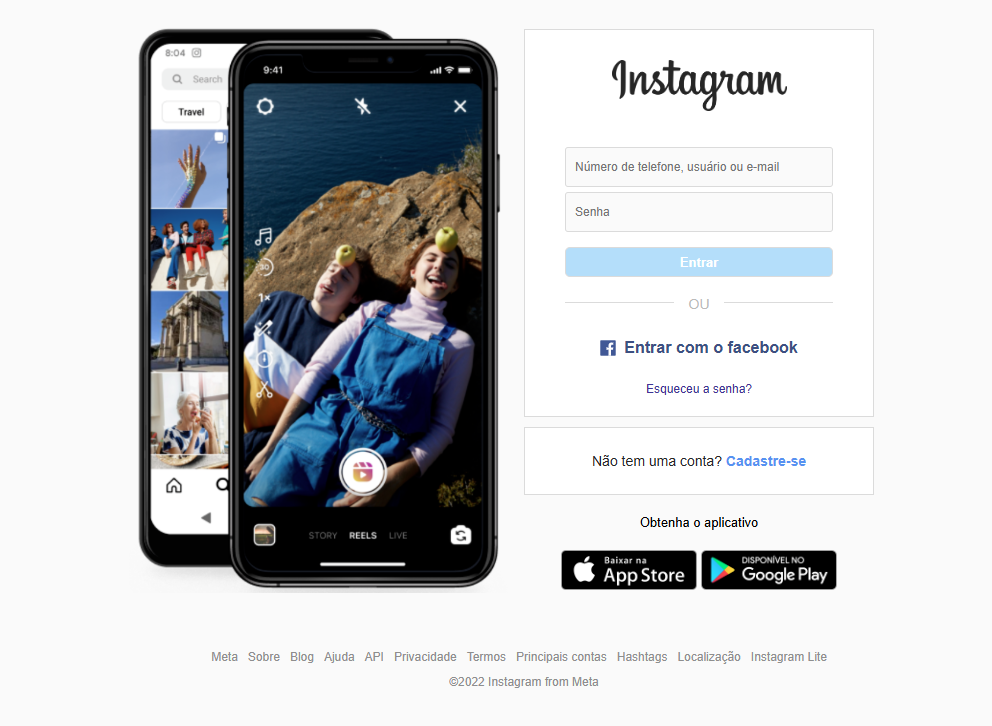 8:04
Search
Travel
9:41
30
1x
STORY REELS LIVE
Instagram
Número de telefone, usuário ou e-mail
Senha
Entrar
OU
Entrar com o facebook
Esqueceu a senha?
Não tem uma conta? Cadastre-se
Obtenha o aplicativo
Baixar na
App Store
DISPONÍVEL NO
Google Play
Meta Sobre Blog Ajuda API Privacidade Termos Principais contas Hashtags Localização Instagram Lite
©2022 Instagram from Meta